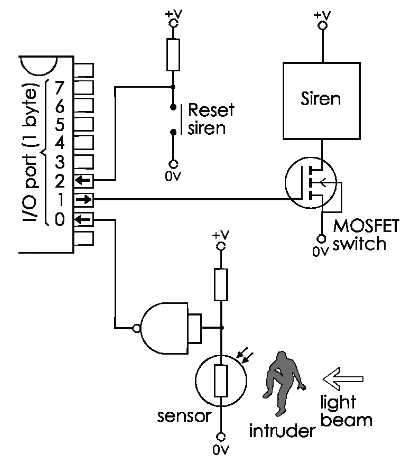 +V
+V
I/O port (1 byte)
7
6
5
4
3
2
1
0
Reset
siren
Siren
0V
MOSFET
switch
0V
+V
sensor
intruder
light
beam
0V